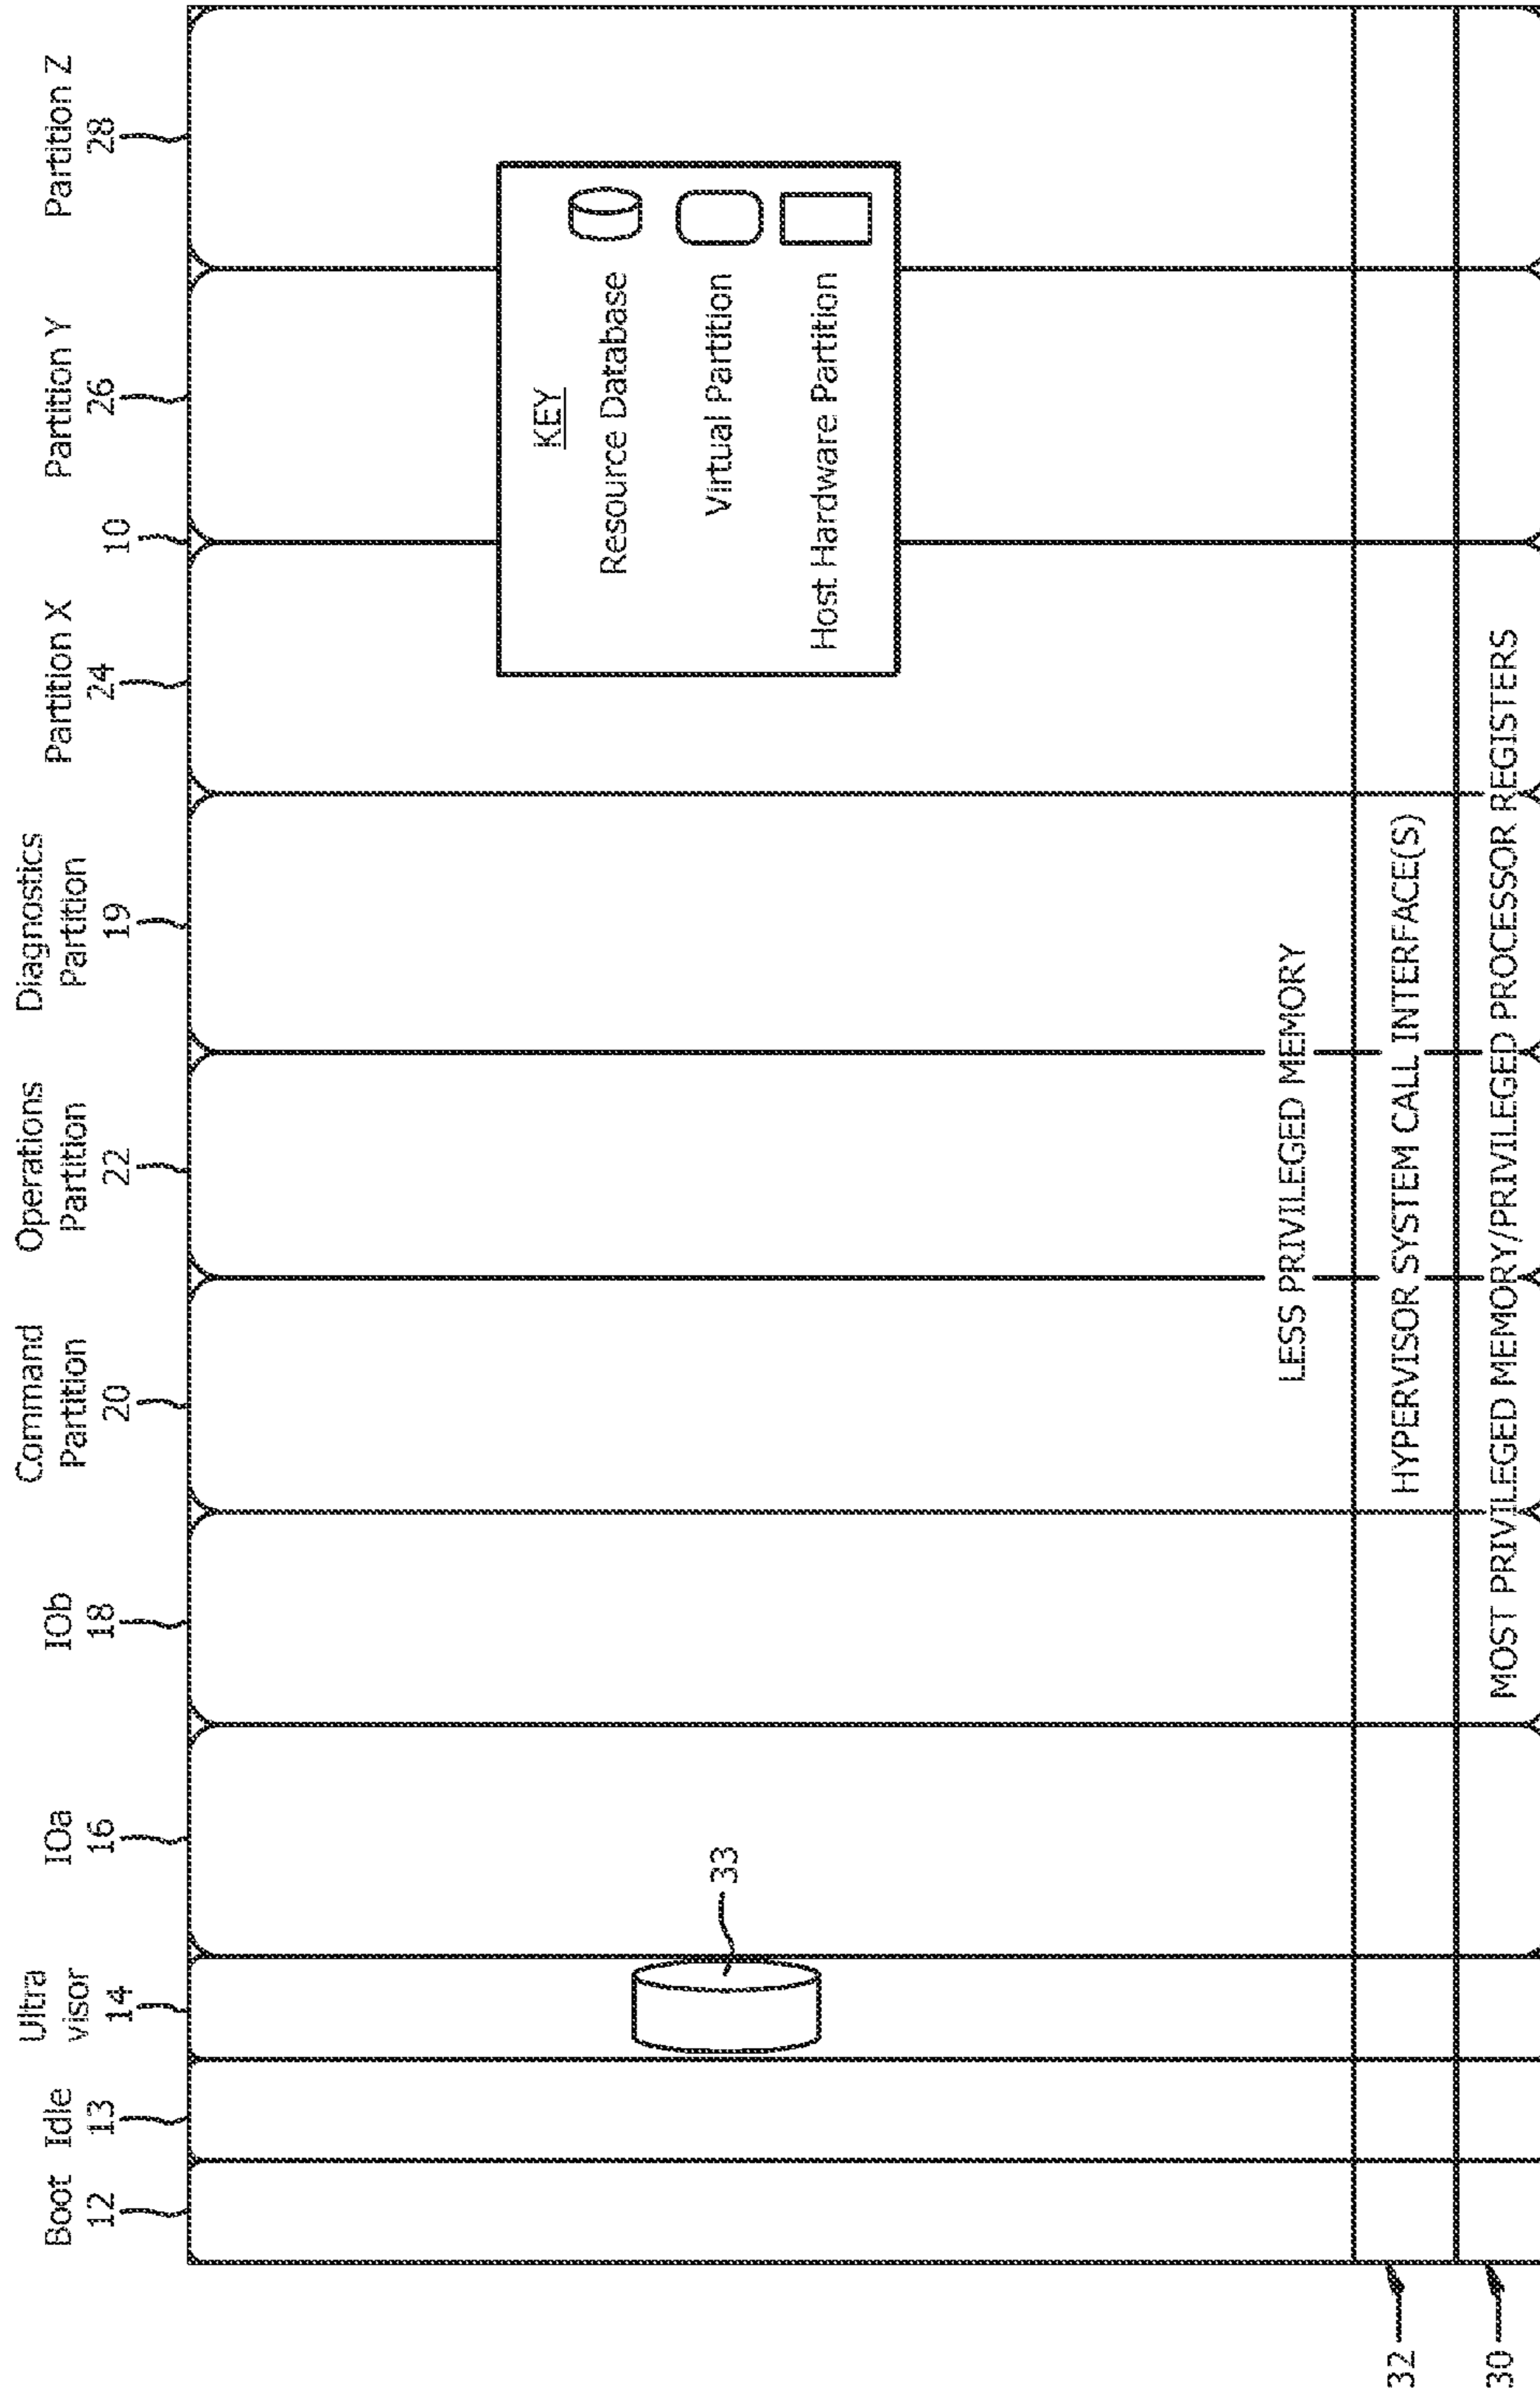 Boot
12
Idle
13
Ultra
visor
14
IOa
16
IOb
18
Command
Partition
20
Operations
Partition
22
Diagnostics
Partition
19
Partition X
24
10
Partition Y
26
Partition Z
28
33
KEY
Resource Database
Virtual Partition
Host Hardware Partition
LESS PRIVILEGED MEMORY
32
HYPERVISOR SYSTEM CALL INTERFACE(S)
30
MOST PRIVILEGED MEMORY/PRIVILEGED PROCESSOR REGISTERS